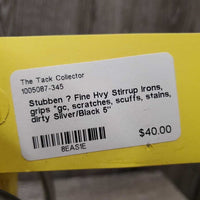 The Tack Collector
1005087-345
Stubben ? Fine Hvy Stirrup Irons,
grips *gc, scratches, scuffs, stains,
dirty Silver/Black 5"
8EAS1E
$40.00